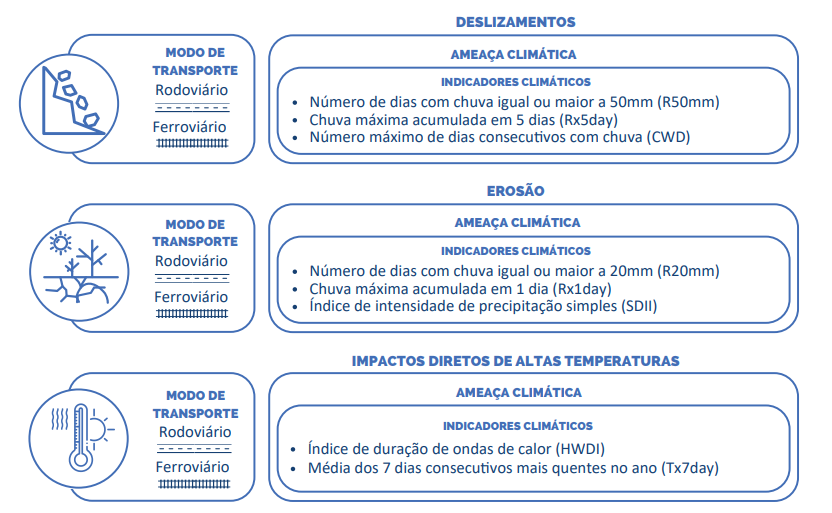 DESLIZAMENTOS
MODO DE
TRANSPORTE
Rodoviário
Ferroviário
AMEAÇA CLIMÁTICA
INDICADORES CLIMÁTICOS
• Número de dias com chuva igual ou maior a 50mm (R50mm)
• Chuva máxima acumulada em 5 dias (Rx5day)
• Número máximo de dias consecutivos com chuva (CWD)
EROSÃO
MODO DE
TRANSPORTE
Rodoviário
Ferroviário
AMEAÇA CLIMÁTICA
INDICADORES CLIMÁTICOS
• Número de dias com chuva igual ou maior a 20mm (R20mm)
• Chuva máxima acumulada em 1 dia (Rx1day)
• Índice de intensidade de precipitação simples (SDII)
IMPACTOS DIRETOS DE ALTAS TEMPERATURAS
MODO DE
TRANSPORTE
Rodoviário
Ferroviário
AMEAÇA CLIMÁTICA
INDICADORES CLIMÁTICOS
• Índice de duração de ondas de calor (HWDI)
• Média dos 7 dias consecutivos mais quentes no ano (Tx7day)